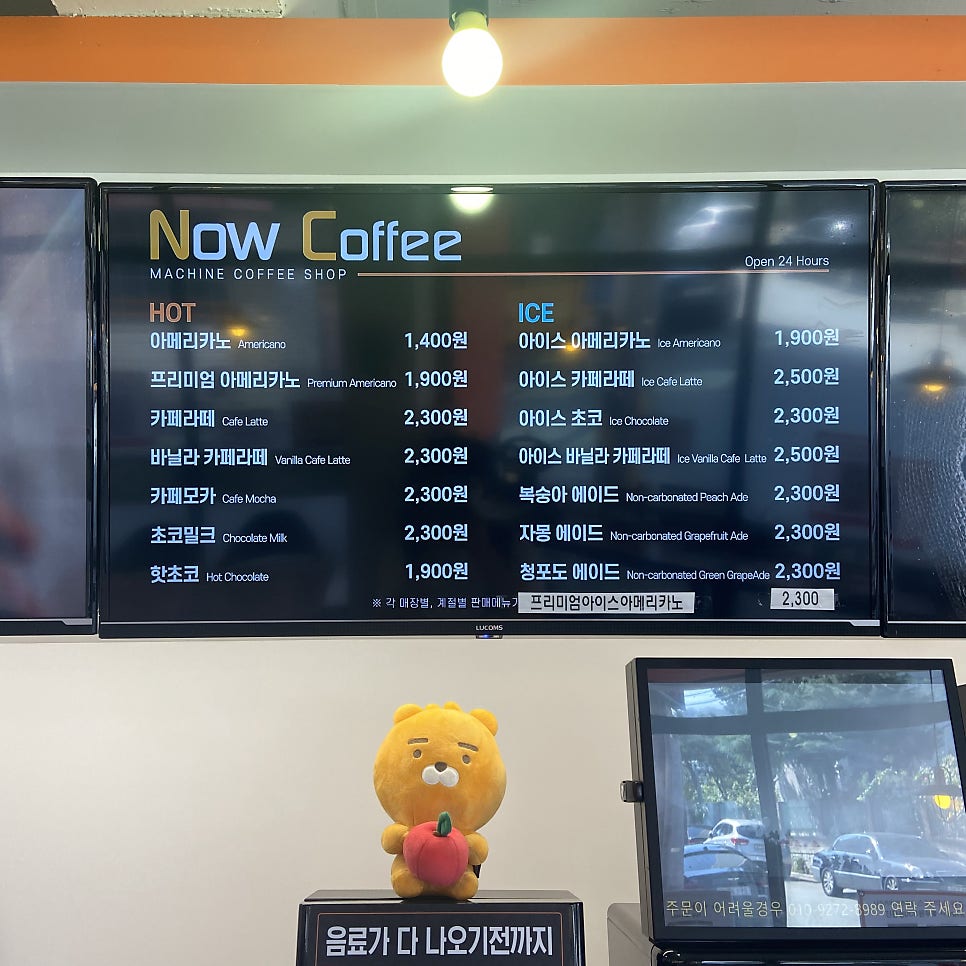 Now Coffee
MACHINE COFFEE SHOP
Open 24 Hours
HOT
아메리카노 Americano 1,400원
프리미엄 아메리카노 Premium Americano 1,900원
카페라떼 Cafe Latte 2,300원
바닐라 카페라떼 Vanilla Cafe Latte 2,300원
카페모카 Cafe Mocha 2,300원
초코밀크 Chocolate Milk 2,300원
핫초코 Hot Chocolate 1,900원
ICE
아이스 아메리카노 Ice Americano 1,900원
아이스 카페라떼 Ice Cafe Latte 2,500원
아이스 초코 Ice Chocolate 2,300원
아이스 바닐라 카페라떼 Ice Vanilla Cafe Latte 2,500원
복숭아 에이드 Non-carbonated Peach Ade 2,300원
자몽 에이드 Non-carbonated Grapefruit Ade 2,300원
청포도 에이드 Non-carbonated Green GrapeAde 2,300원
프리미엄아이스아메리카노 2,300
※ 각 매장별, 계절별 판매메뉴가
LUCOMS
주문이 어려울경우 010-9272-8989 연락 주세요
음료가 다 나오기전까지